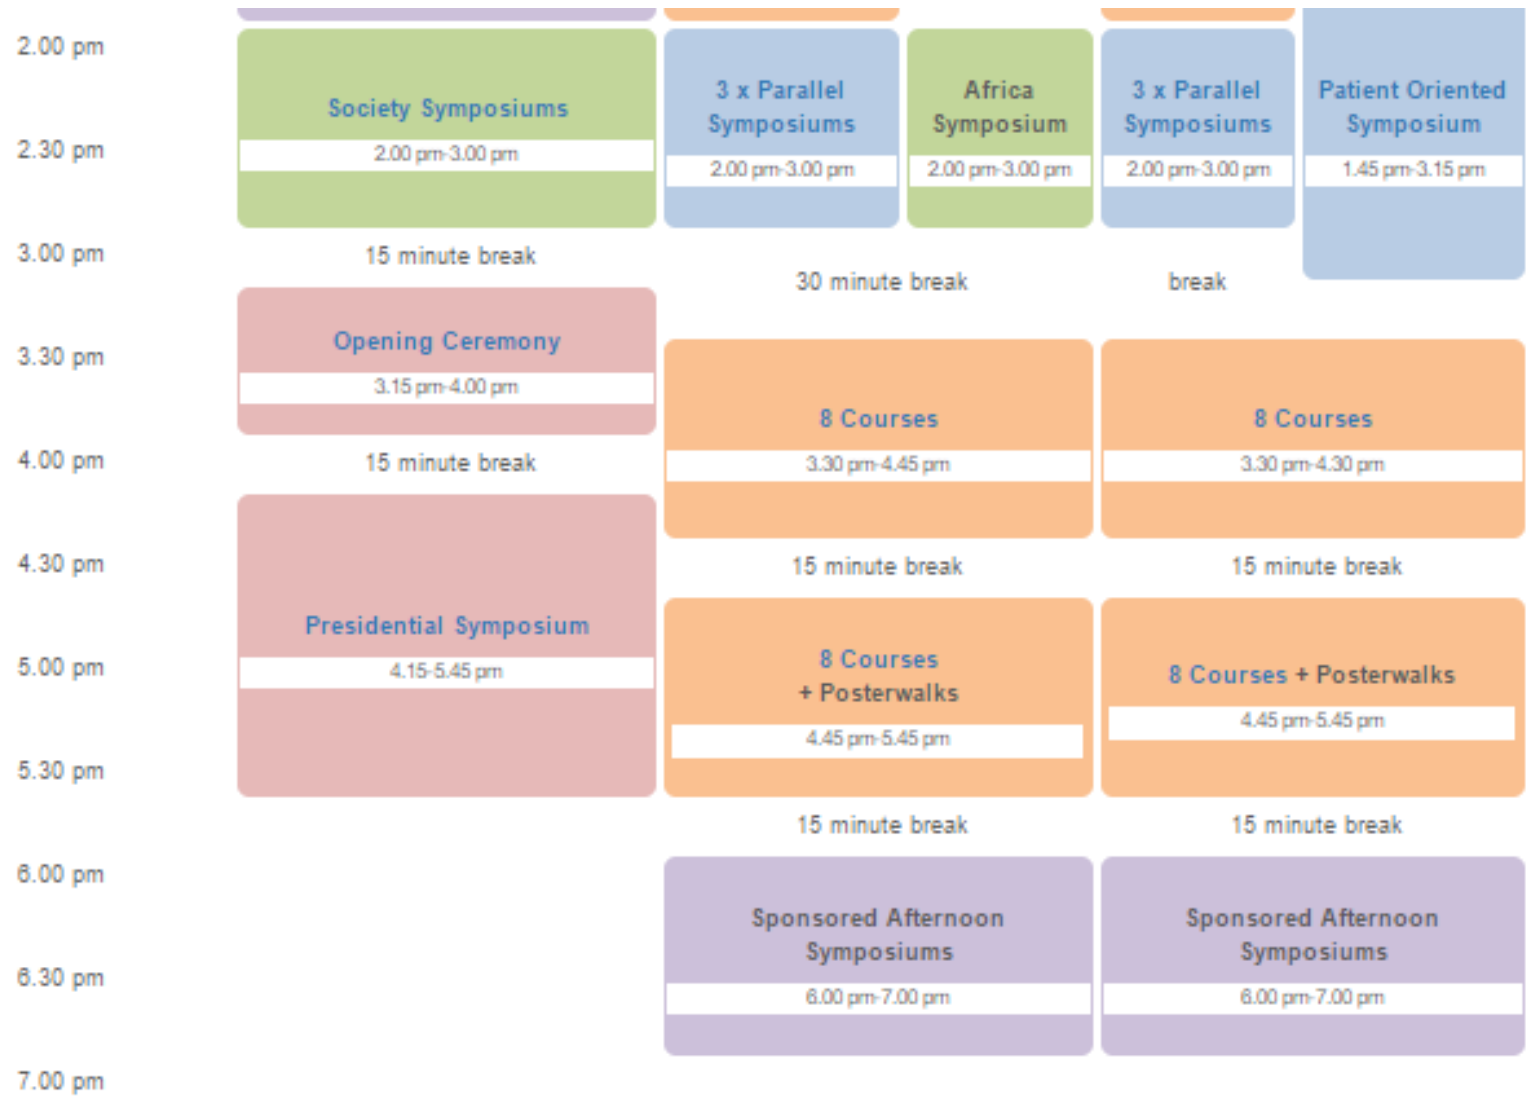 2.00 pm
2.30 pm
3.00 pm
3.30 pm
4.00 pm
4.30 pm
5.00 pm
5.30 pm
6.00 pm
6.30 pm
7.00 pm
Society Symposiums
2.00 pm-3.00 pm
15 minute break
Opening Ceremony
3.15 pm-4.00 pm
15 minute break
Presidential Symposium
4.15-5.45 pm
3 x Parallel
Symposiums
2.00 pm-3.00 pm
Africa
Symposium
2.00 pm-3.00 pm
30 minute break
8 Courses
3.30 pm-4.45 pm
15 minute break
8 Courses
+ Posterwalks
4.45 pm-5.45 pm
15 minute break
Sponsored Afternoon
Symposiums
6.00 pm-7.00 pm
3 x Parallel
Symposiums
2.00 pm-3.00 pm
Patient Oriented
Symposium
1.45 pm-3.15 pm
break
8 Courses
3.30 pm-4.30 pm
15 minute break
8 Courses + Posterwalks
4.45 pm-5.45 pm
15 minute break
Sponsored Afternoon
Symposiums
6.00 pm-7.00 pm